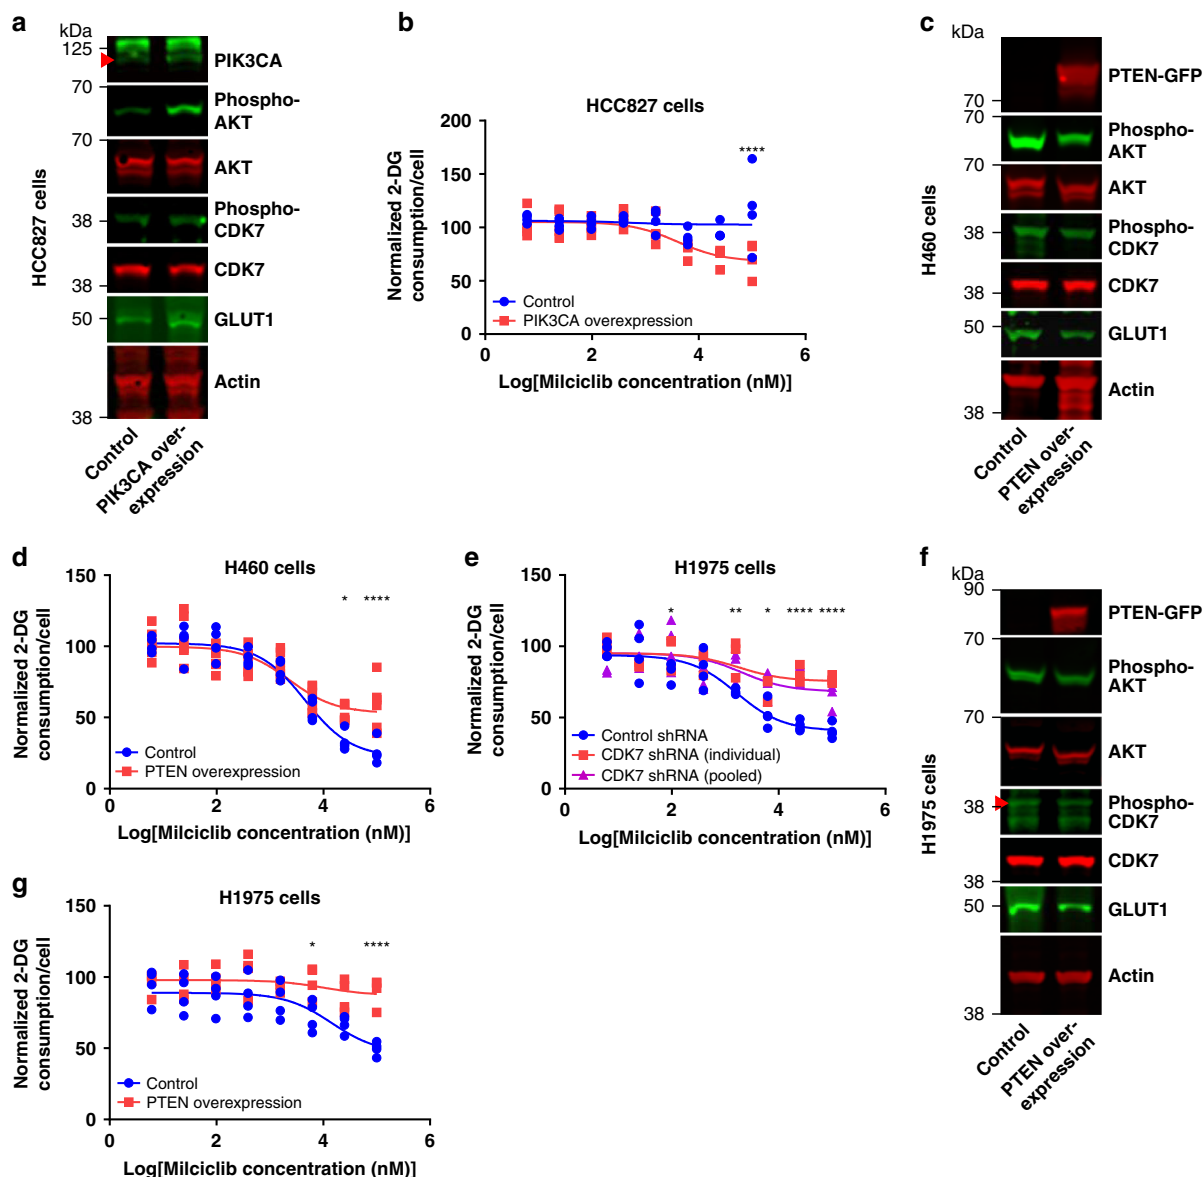 a
kDa
125
70
70
38
38
50
38
PIK3CA
Phospho-
AKT
AKT
Phospho-
CDK7
CDK7
GLUT1
Actin
HCC827 cells
Control
PIK3CA over-
expression
b
HCC827 cells
200
150
100
50
0
Normalized 2-DG
consumption/cell
****
Control
PIK3CA overexpression
0 2 4 6
Log[Milciclib concentration (nM)]
c
kDa
70
70
70
38
38
50
38
PTEN-GFP
Phospho-
AKT
AKT
Phospho-
CDK7
CDK7
GLUT1
Actin
H460 cells
Control
PTEN over-
expression
d
H460 cells
150
100
50
0
Normalized 2-DG
consumption/cell
* ****
Control
PTEN overexpression
0 2 4 6
Log[Milciclib concentration (nM)]
e
H1975 cells
150
100
50
0
Normalized 2-DG
consumption/cell
* ** * **** ****
Control shRNA
CDK7 shRNA (individual)
CDK7 shRNA (pooled)
0 2 4 6
Log[Milciclib concentration (nM)]
f
kDa
90
70
70
38
38
50
38
PTEN-GFP
Phospho-
AKT
AKT
Phospho-
CDK7
CDK7
GLUT1
Actin
H1975 cells
Control
PTEN over-
expression
g
H1975 cells
150
100
50
0
Normalized 2-DG
consumption/cell
* ****
Control
PTEN overexpression
0 2 4 6
Log[Milciclib concentration (nM)]